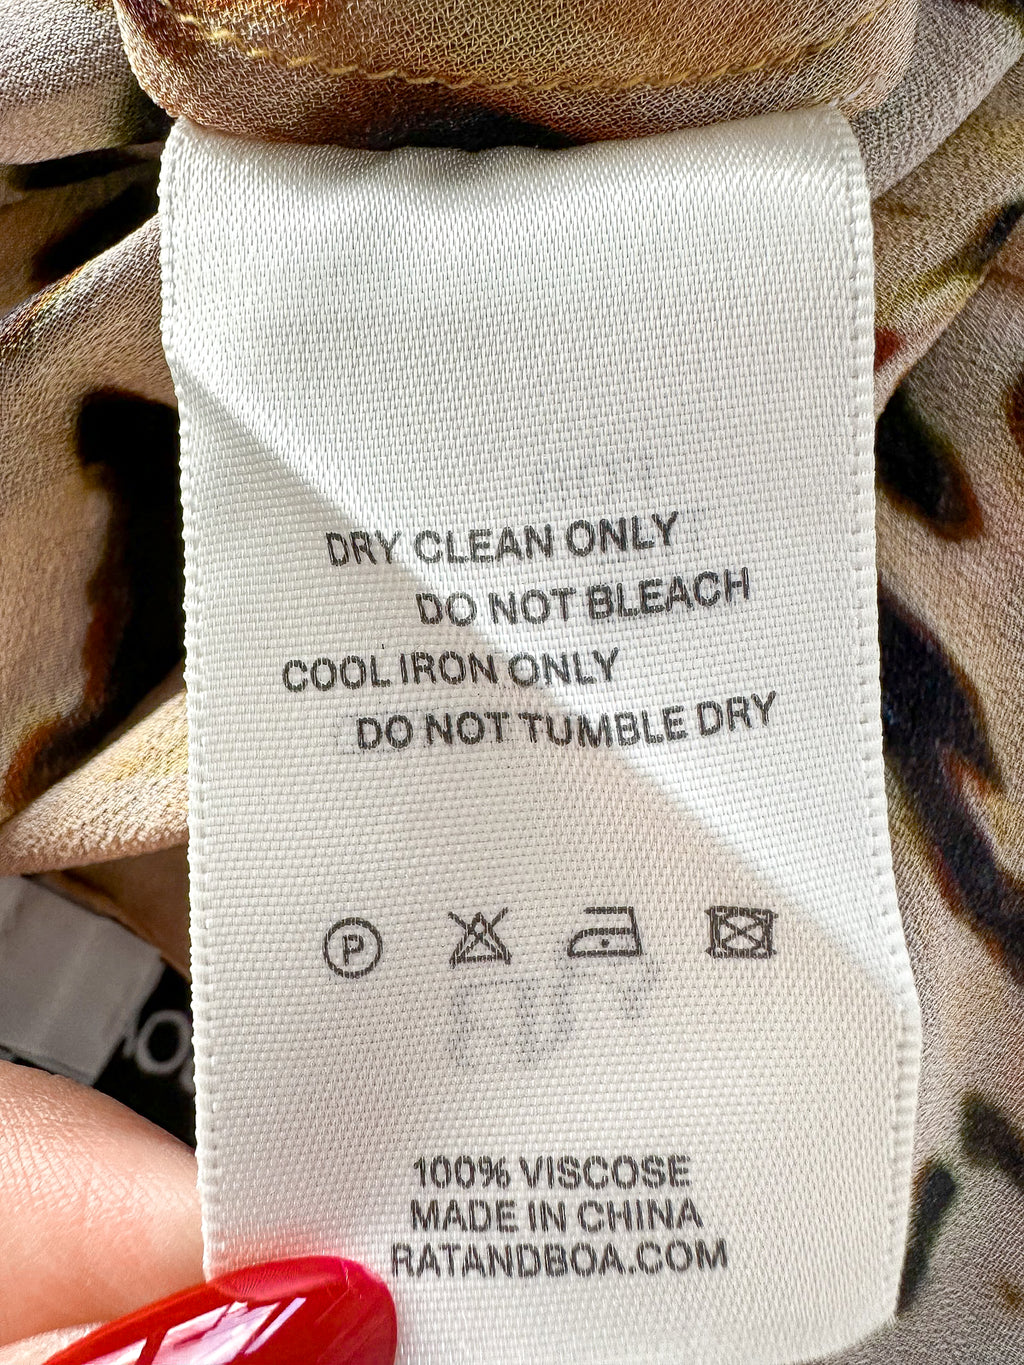 DRY CLEAN ONLY
DO NOT BLEACH
COOL IRON ONLY
DO NOT TUMBLE DRY
P
100% VISCOSE
MADE IN CHINA
RATANDBOA.COM